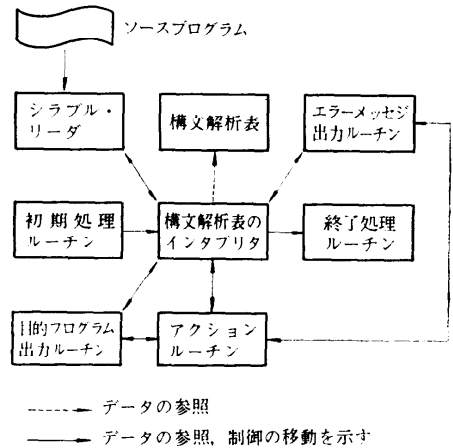 ソースプログラム
シラブル・
リーダ
構文解析表
エラーメッセジ
出力ルーチン
初期処理
ルーチン
構文解析表の
インタプリタ
終了処理
ルーチン
目的プログラム
出力ルーチン
アクション
ルーチン
データの参照
データの参照, 制御の移動を示す